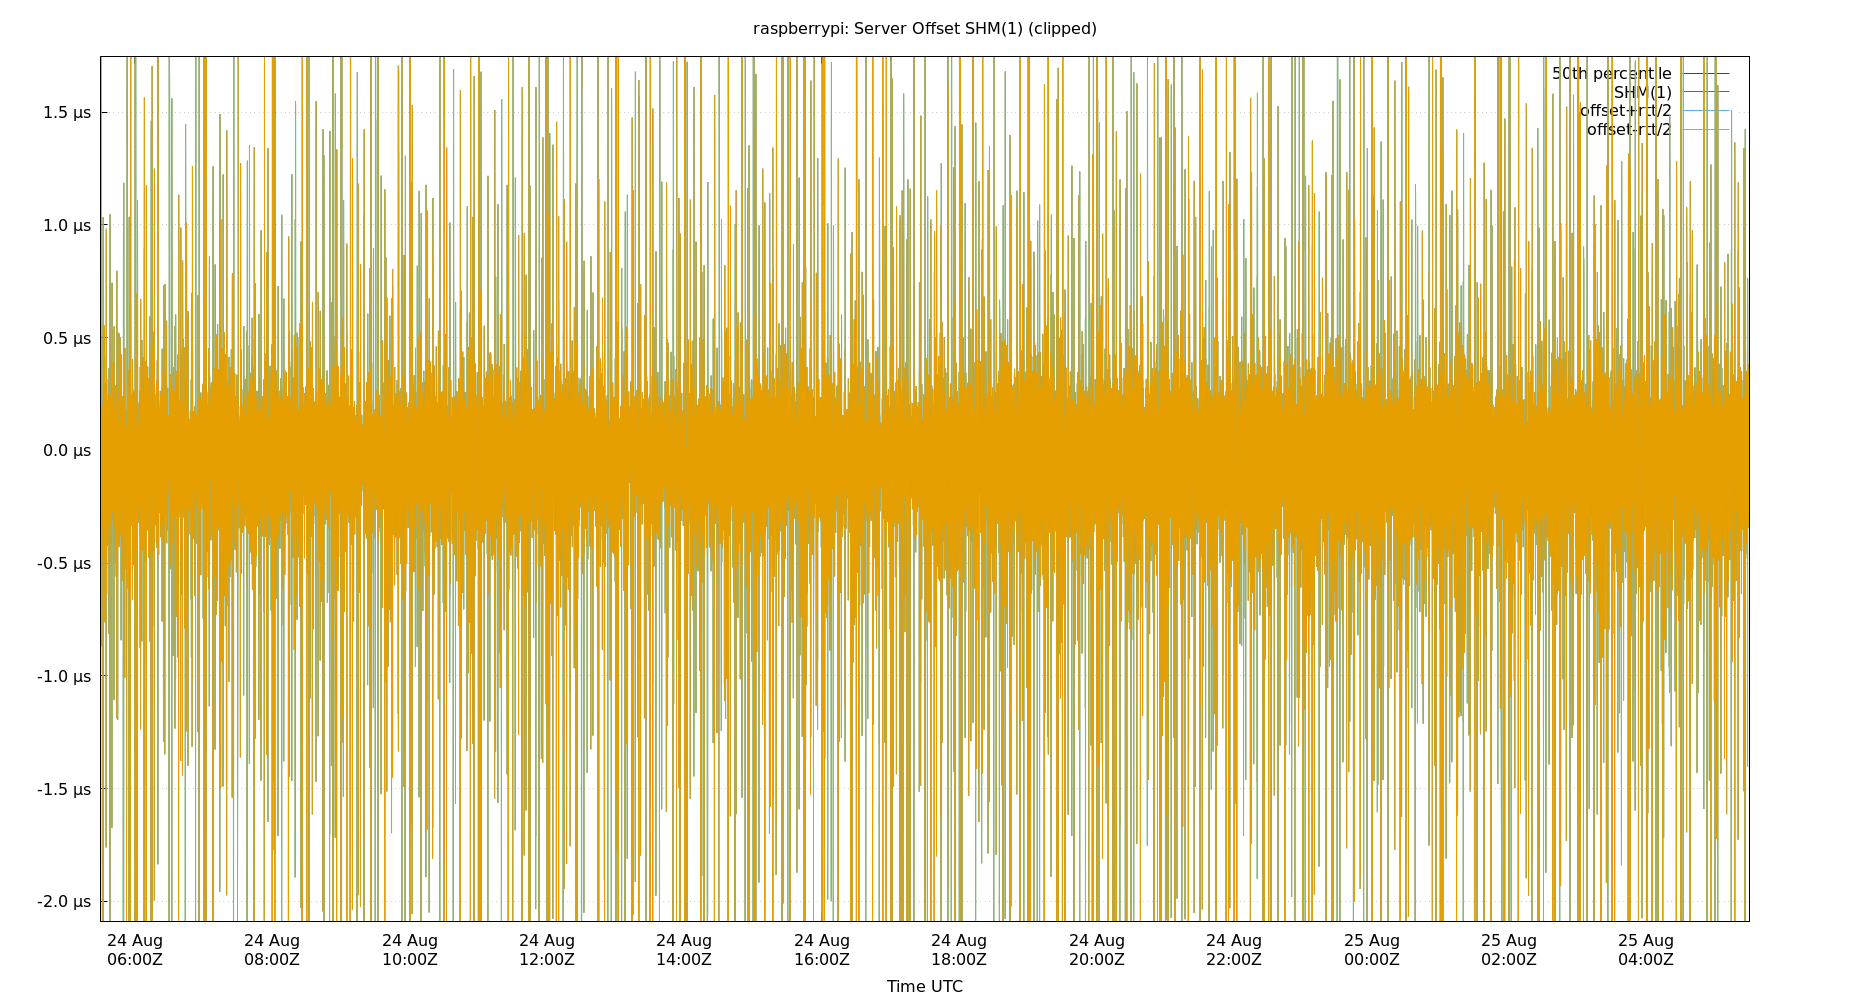 raspberrypi: Server Offset SHM(1) (clipped)
50th percentile
SHM(1)
offset+rtt/2
offset-rtt/2
1.5 µs
1.0 µs
0.5 µs
0.0 µs
-0.5 µs
-1.0 µs
-1.5 µs
-2.0 µs
24 Aug 24 Aug 24 Aug 24 Aug 24 Aug 24 Aug 24 Aug 24 Aug 24 Aug 25 Aug 25 Aug 25 Aug
06:00Z 08:00Z 10:00Z 12:00Z 14:00Z 16:00Z 18:00Z 20:00Z 22:00Z 00:00Z 02:00Z 04:00Z
Time UTC